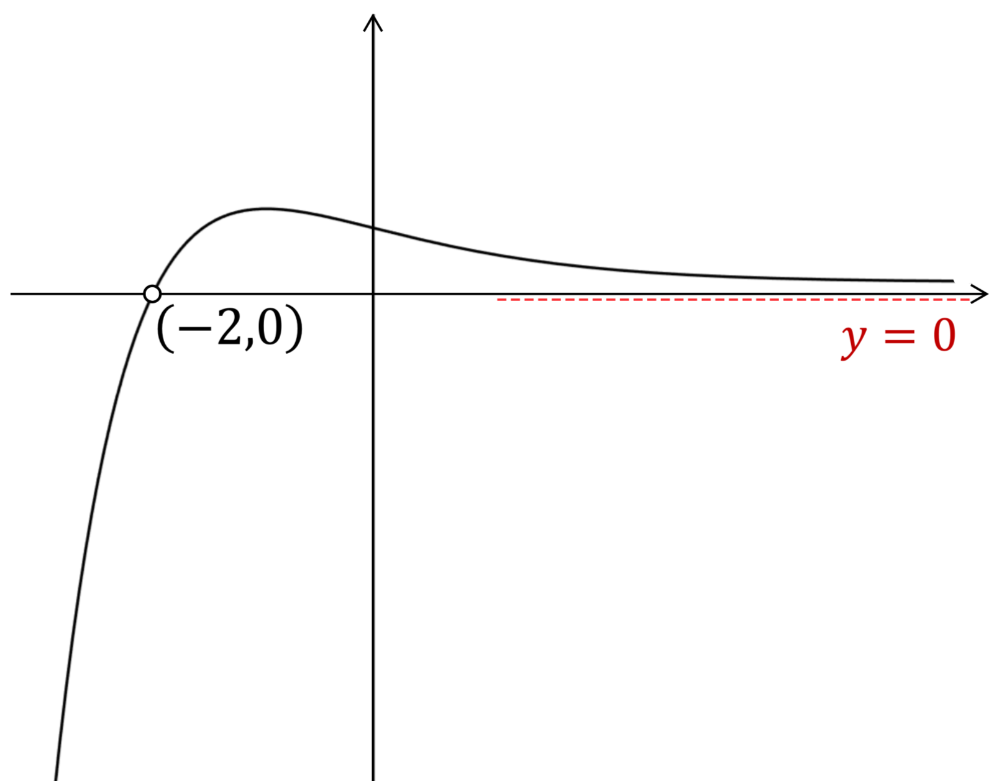 (−2,0)
y = 0